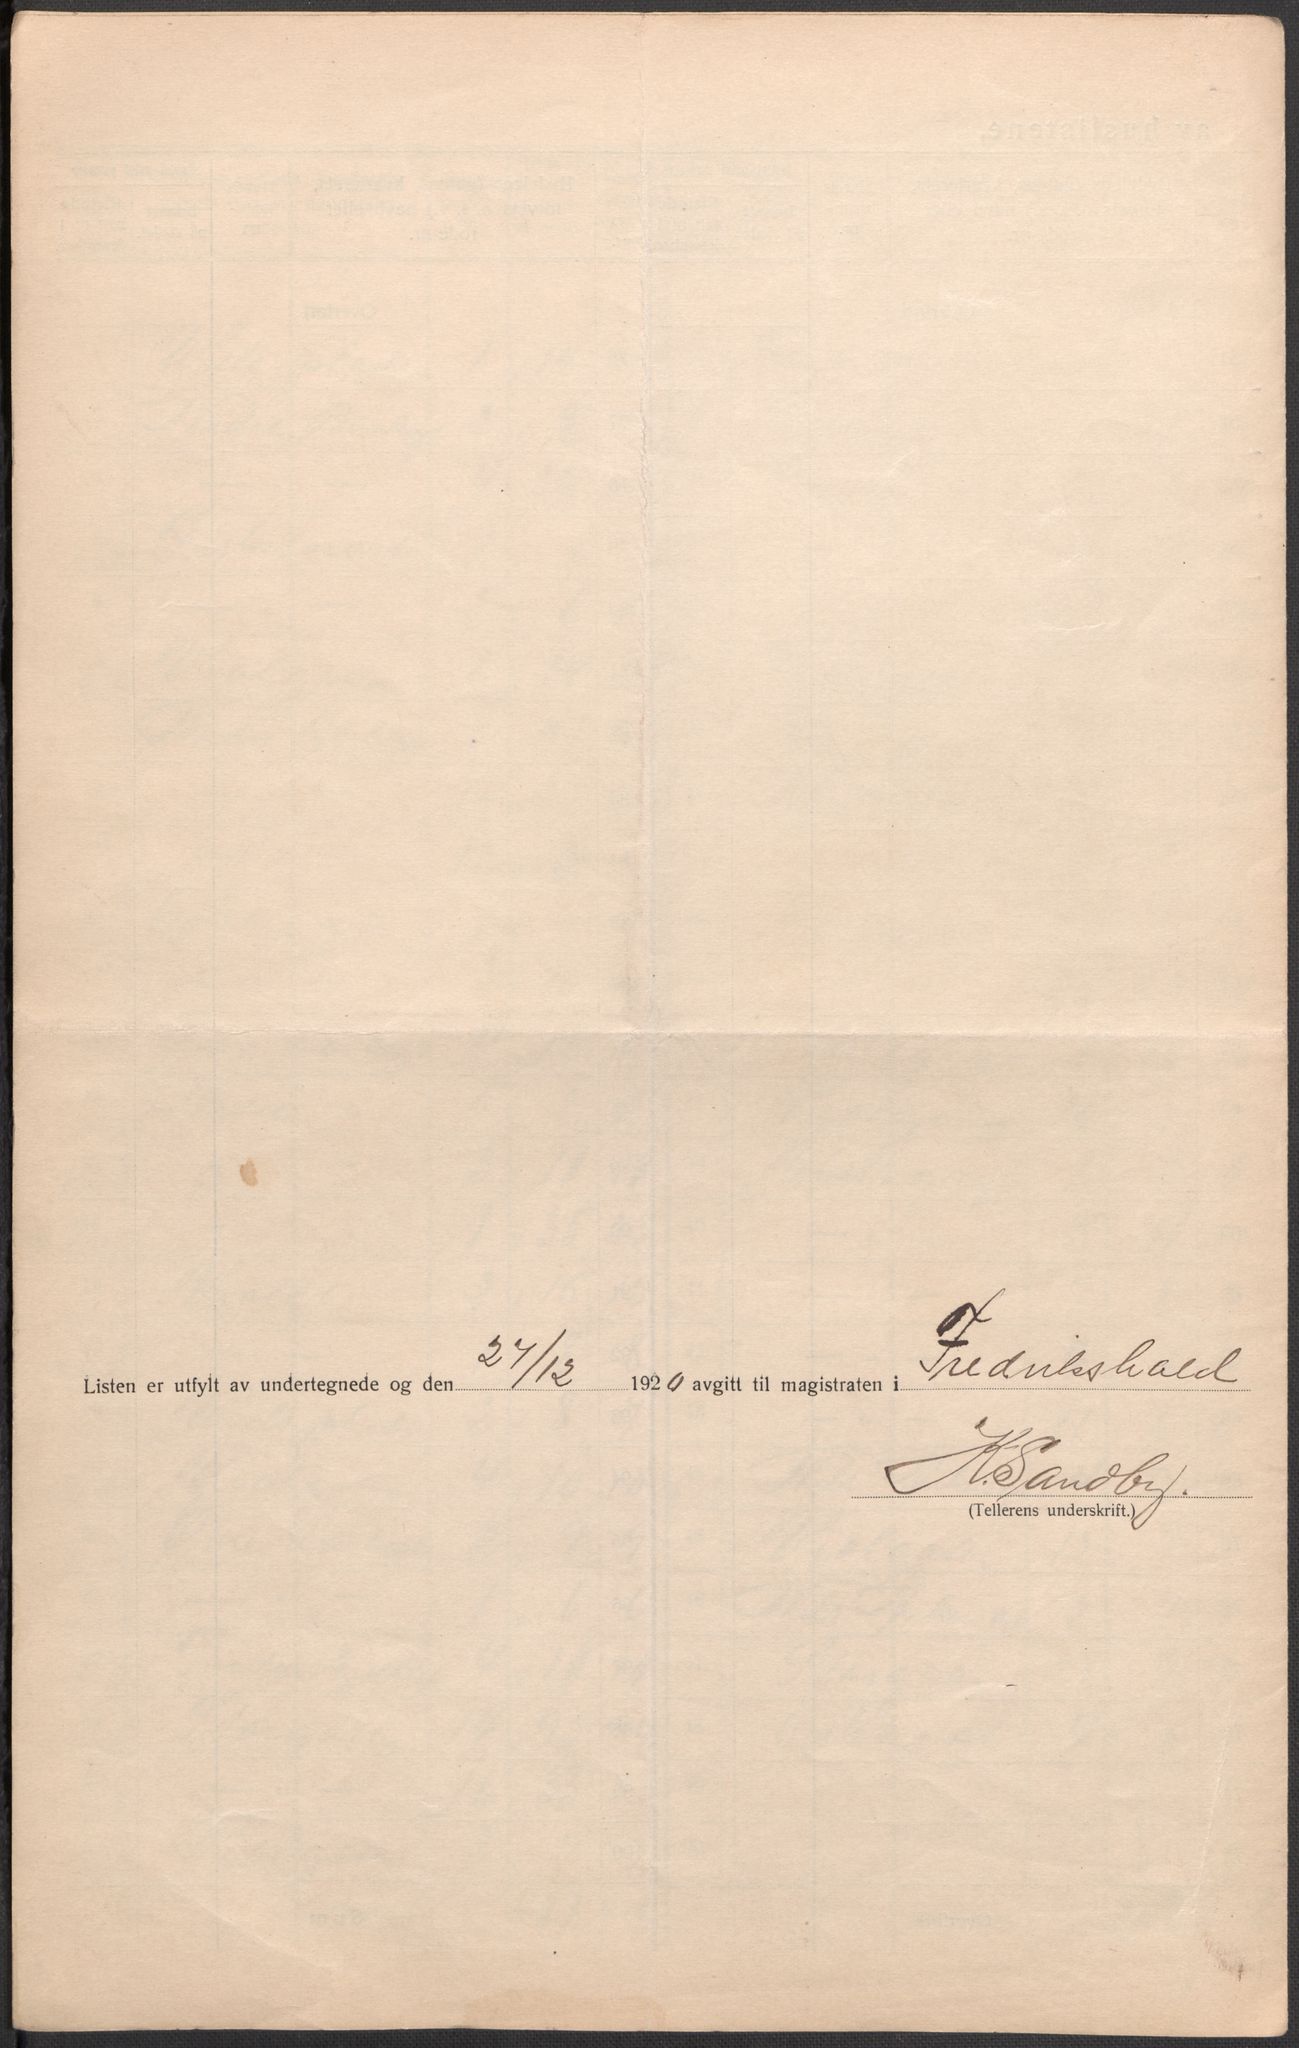 Listen er utfylt av undertegnede og den 27/12 1920 avgitt til magistraten i Fredrikshald
K. Sandby.
(Tellerens underskrift.)